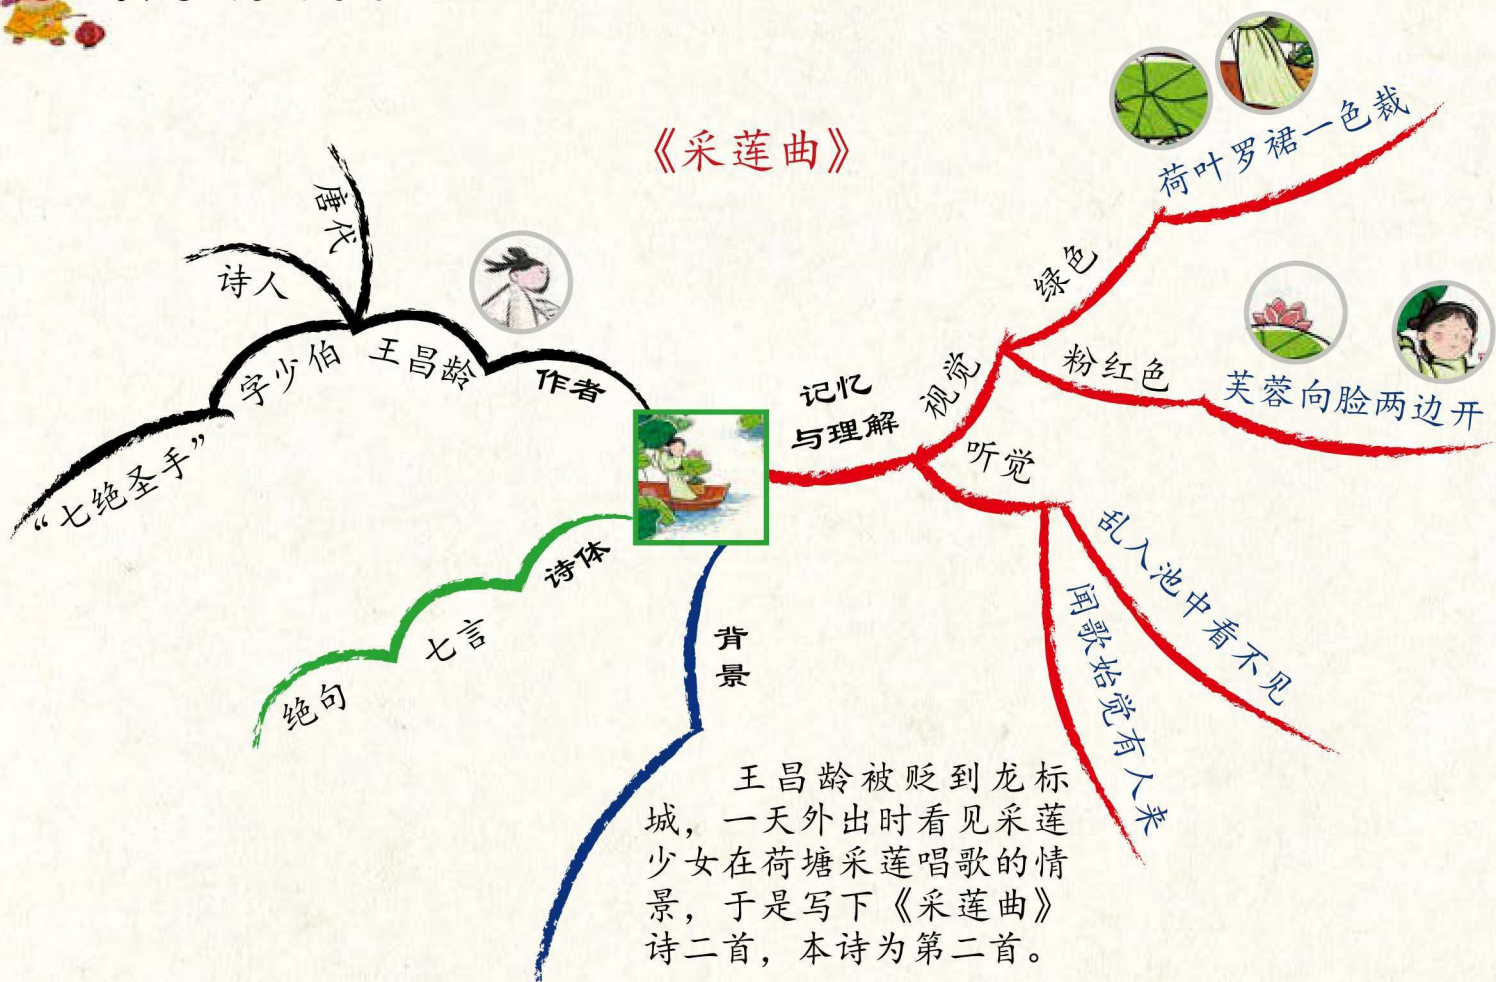 《采莲曲》
唐代
诗人
字少伯
王昌龄
作者
“七绝圣手”
诗体
七言
绝句
背景
王昌龄被贬到龙标
城，一天外出时看见采莲
少女在荷塘采莲唱歌的情
景，于是写下《采莲曲》
诗二首，本诗为第二首。
记忆
与理解
视觉
绿色
荷叶罗裙一色裁
粉红色
芙蓉向脸两边开
听觉
乱入池中看不见
闻歌始觉有人来